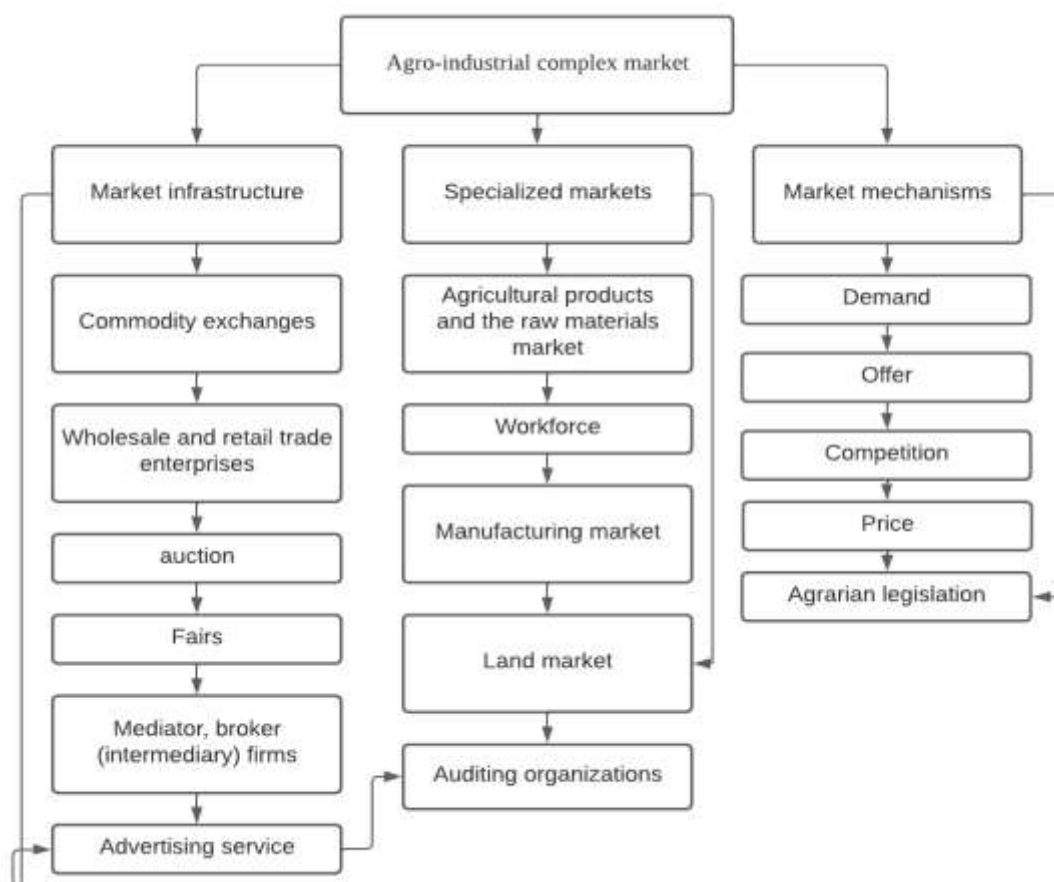 Agro-industrial complex market
Market infrastructure
Specialized markets
Market mechanisms
Commodity exchanges
Agricultural products
and the raw materials
market
Demand
Offer
Wholesale and retail trade
enterprises
Workforce
Competition
Manufacturing market
Price
auction
Agrarian legislation
Fairs
Land market
Mediator, broker
(intermediary) firms
Auditing organizations
Advertising service